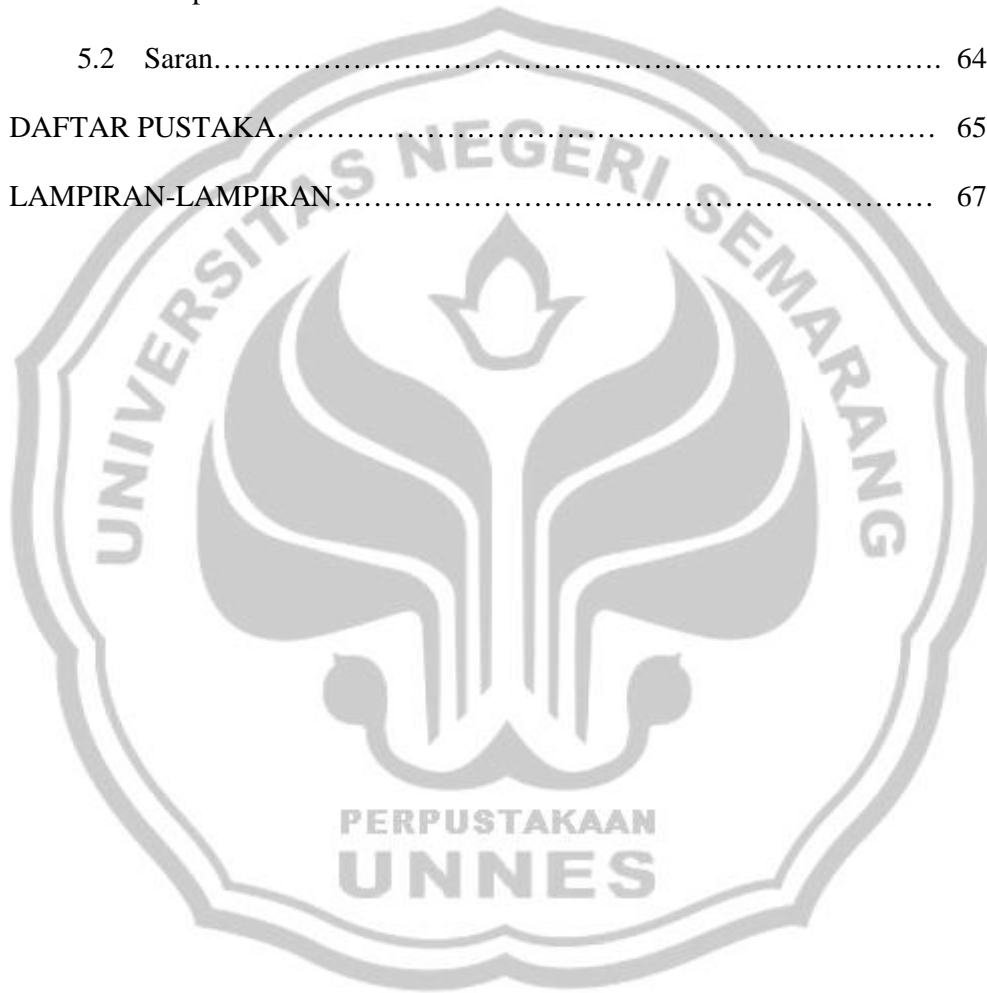 5.2 Saran……………………………………………………………. 64
DAFTAR PUSTAKA……………………………………………………… 65
LAMPIRAN-LAMPIRAN………………………………………………… 67
UNIVERSITAS NEGERI SEMARANG
PERPUSTAKAAN
UNNES